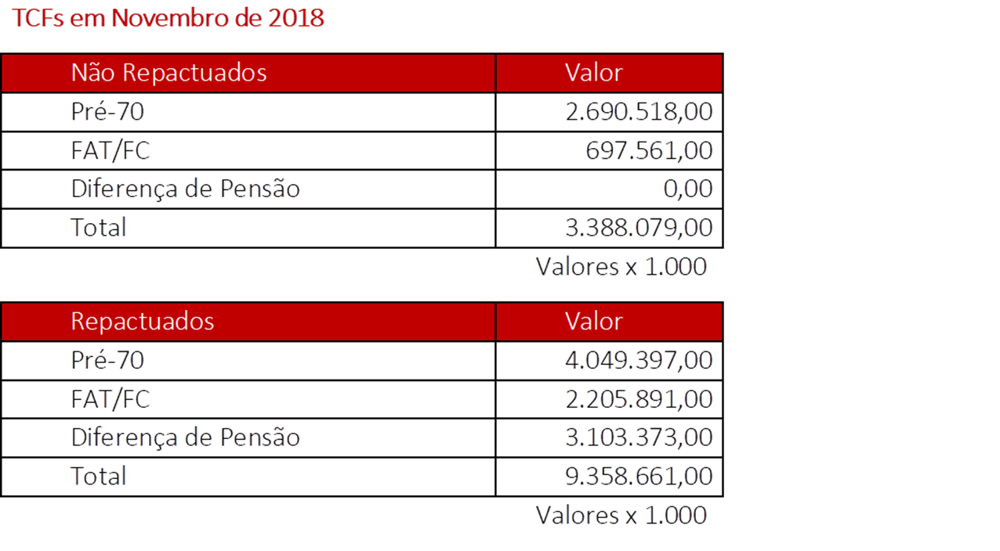 TCFs em Novembro de 2018
Não Repactuados Valor
Pré-70 2.690.518,00
FAT/FC 697.561,00
Diferença de Pensão 0,00
Total 3.388.079,00
Valores x 1.000
Repactuados Valor
Pré-70 4.049.397,00
FAT/FC 2.205.891,00
Diferença de Pensão 3.103.373,00
Total 9.358.661,00
Valores x 1.000